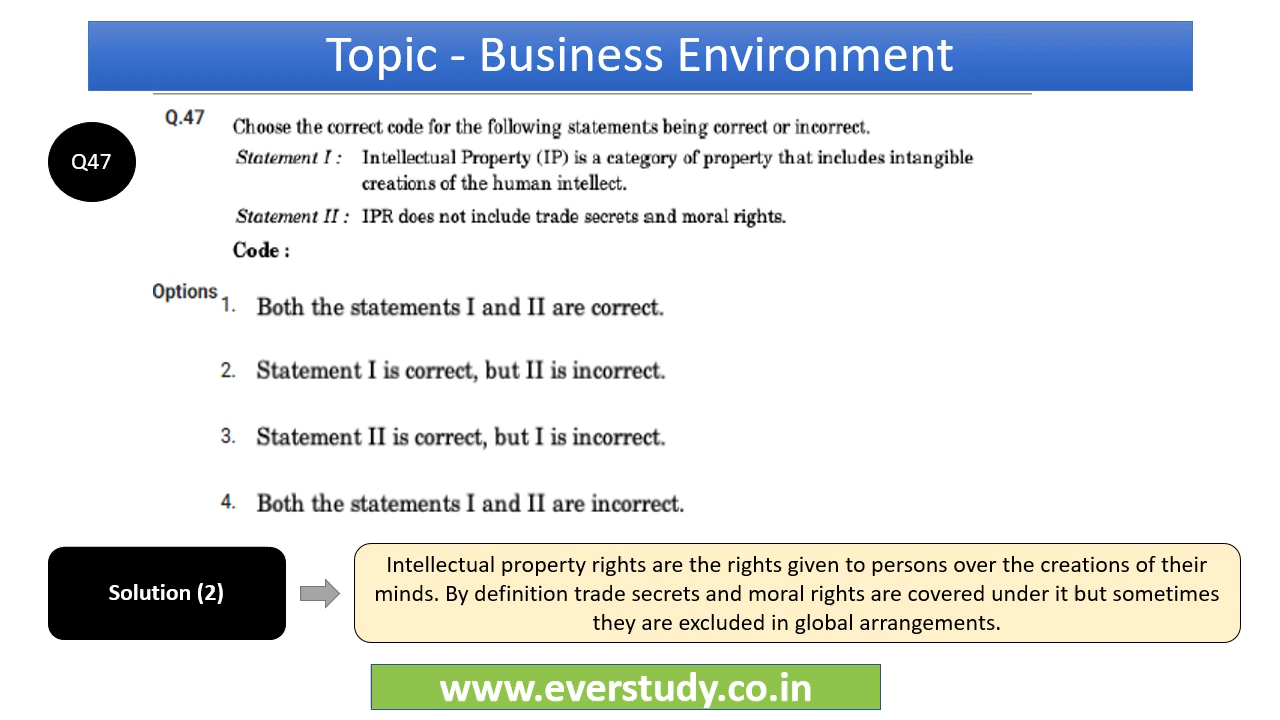 Topic - Business Environment
Q.47
Choose the correct code for the following statements being correct or incorrect.
Q47
Statement I : Intellectual Property (IP) is a category of property that includes intangible
creations of the human intellect.
Statement II : IPR does not include trade secrets and moral rights.
Code :
Options
1. Both the statements I and II are correct.
2. Statement I is correct, but II is incorrect.
3. Statement II is correct, but I is incorrect.
4. Both the statements I and II are incorrect.
Solution (2)
Intellectual property rights are the rights given to persons over the creations of their
minds. By definition trade secrets and moral rights are covered under it but sometimes
they are excluded in global arrangements.
www.everstudy.co.in